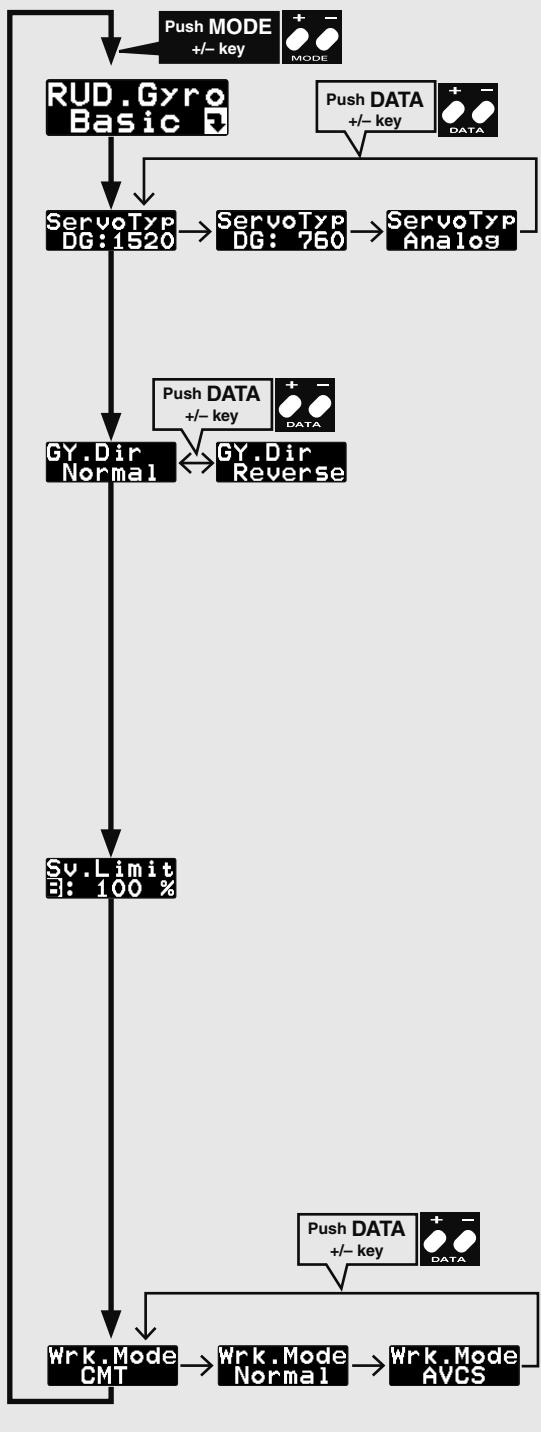 Push MODE
+/– key
+ –
MODE
RUD.Gyro
Basic
Push DATA
+/– key
+ –
DATA
ServoTyp
DG:1520
ServoTyp
DG: 760
ServoTyp
Analog
Push DATA
+/– key
+ –
DATA
GY.Dir
Normal
GY.Dir
Reverse
Sv.Limit
: 100 %
Push DATA
+/– key
+ –
DATA
Wrk.Mode
CMT
Wrk.Mode
Normal
Wrk.Mode
AVCS